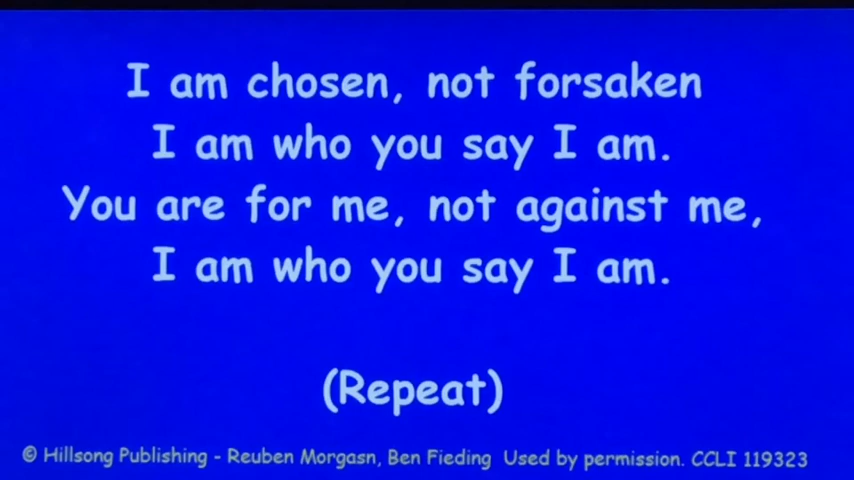 I am chosen, not forsaken
I am who you say I am.
You are for me, not against me,
I am who you say I am.
(Repeat)
© Hillsong Publishing - Reuben Morgasn, Ben Fieding Used by permission. CCLI 119323